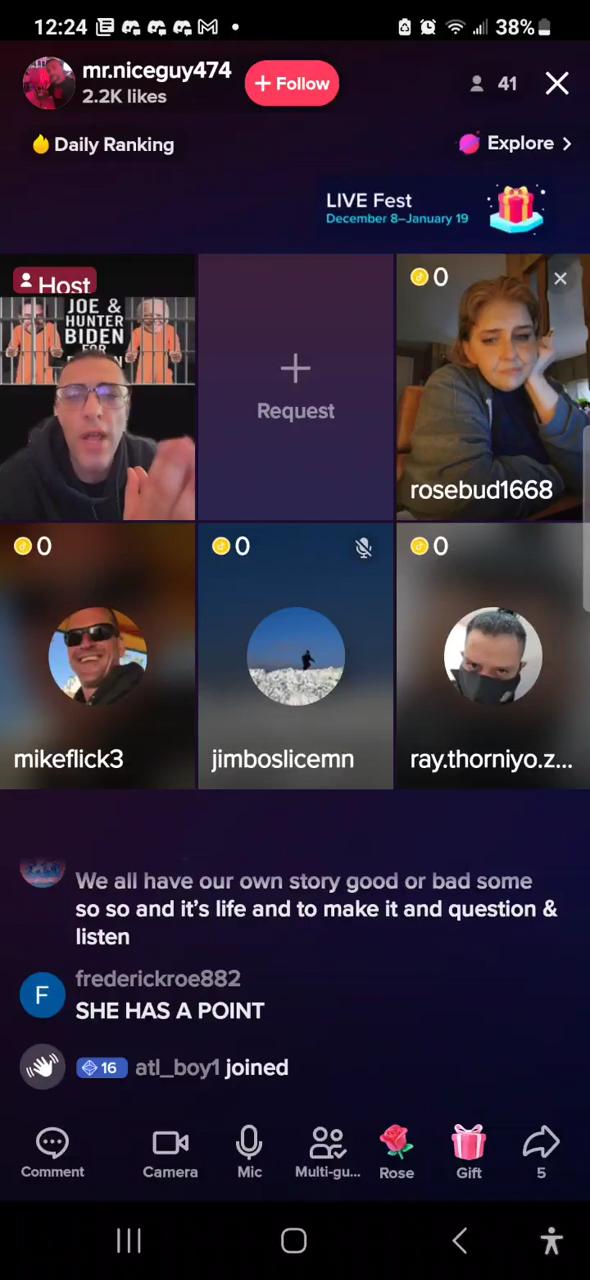 12:24
38%
mr.niceguy474
2.2K likes
+ Follow
41
Daily Ranking
Explore >
LIVE Fest
December 8–January 19
Host
JOE &
HUNTER
BIDEN
FOR
0
Request
rosebud1668
0
0
0
mikeflick3
jimboslicemn
ray.thorniyo.z...
We all have our own story good or bad some
so so and it's life and to make it and question &
listen
F
frederickroe882
SHE HAS A POINT
16 atl_boy1 joined
Comment
Camera
Mic
Multi-gu...
Rose
Gift
5